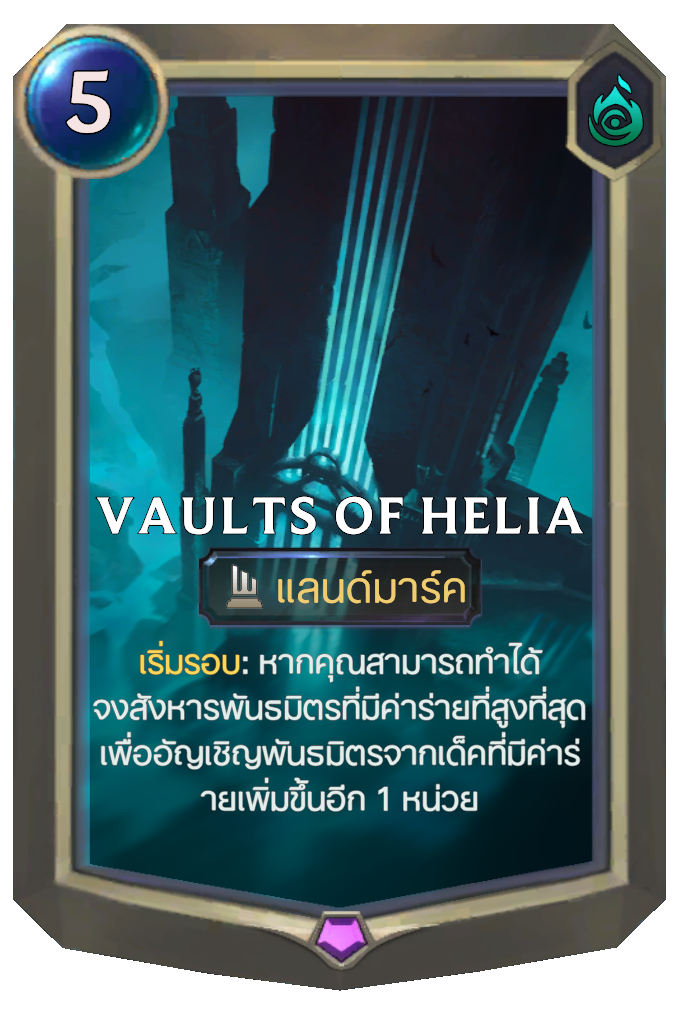 5
VAULTS OF HELIA
แลนด์มาร์ค
เริ่มรอบ: หากคุณสามารถทำได้
จงสังหารพันธมิตรที่มีค่าร่ายที่สูงที่สุด
เพื่ออัญเชิญพันธมิตรจากเด็คที่มีค่าร่
ายเพิ่มขึ้นอีก 1 หน่วย